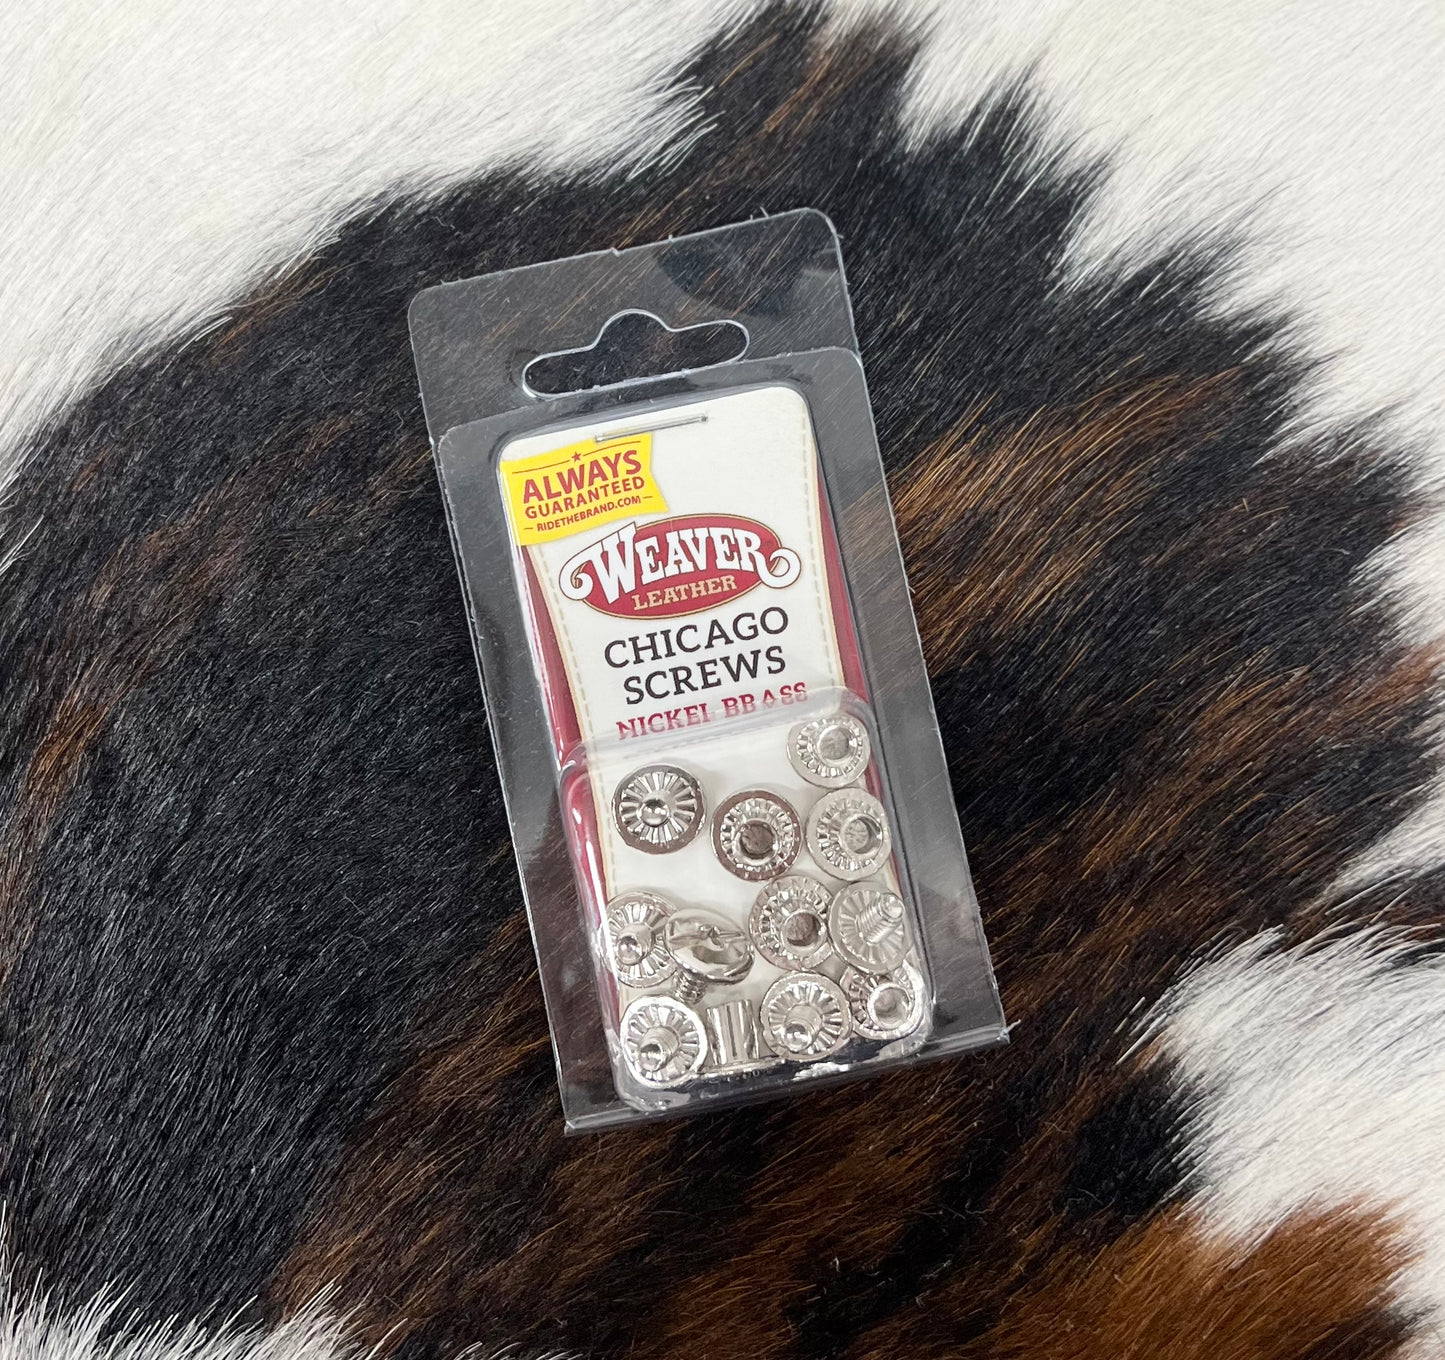 ALWAYS
GUARANTEED
RIDETHEBRAND.COM
WEAVER
LEATHER
CHICAGO
SCREWS
NICKEL BRASS